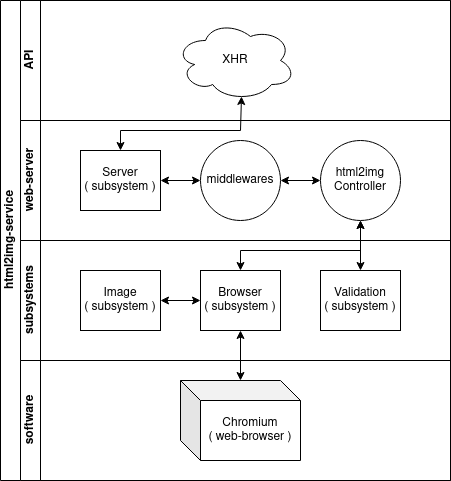 html2img-service
API
XHR
web-server
Server
( subsystem )
middlewares
html2img
Controller
subsystems
Image
( subsystem )
Browser
( subsystem )
Validation
( subsystem )
software
Chromium
( web-browser )